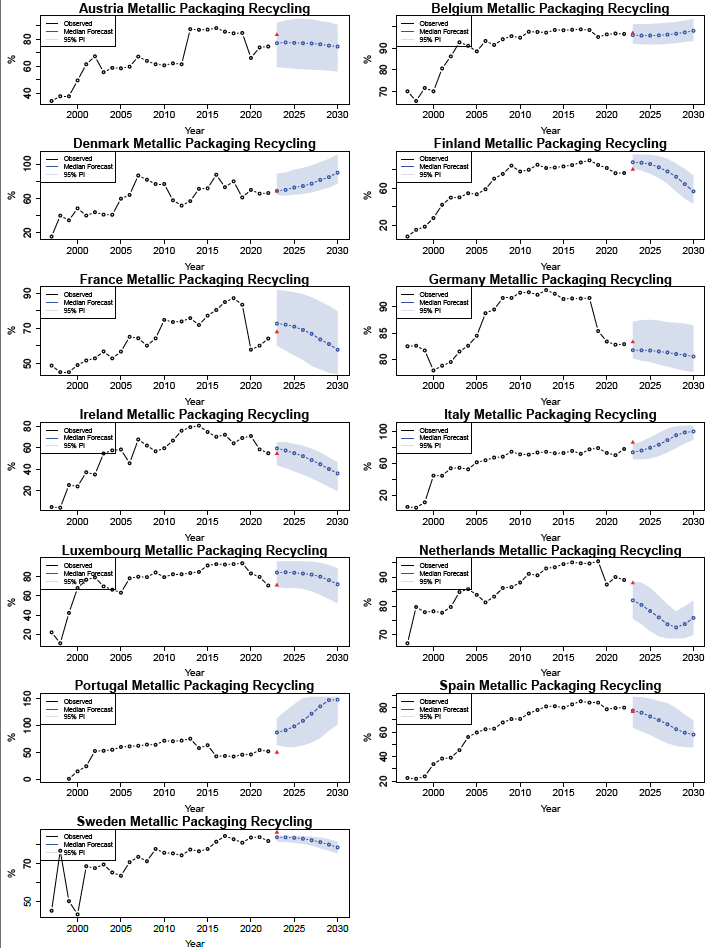 Austria Metallic Packaging Recycling
Observed
Median Forecast
95% PI
%
40
60
80
2000 2005 2010 2015 2020 2025 2030
Year
Belgium Metallic Packaging Recycling
Observed
Median Forecast
95% PI
%
70
80
90
2000 2005 2010 2015 2020 2025 2030
Year
Denmark Metallic Packaging Recycling
Observed
Median Forecast
95% PI
%
20
60
100
2000 2005 2010 2015 2020 2025 2030
Year
Finland Metallic Packaging Recycling
Observed
Median Forecast
95% PI
%
20
60
2000 2005 2010 2015 2020 2025 2030
Year
France Metallic Packaging Recycling
Observed
Median Forecast
95% PI
%
50
70
90
2000 2005 2010 2015 2020 2025 2030
Year
Germany Metallic Packaging Recycling
Observed
Median Forecast
95% PI
%
80
85
90
2000 2005 2010 2015 2020 2025 2030
Year
Ireland Metallic Packaging Recycling
Observed
Median Forecast
95% PI
%
20
40
60
80
2000 2005 2010 2015 2020 2025 2030
Year
Italy Metallic Packaging Recycling
Observed
Median Forecast
95% PI
%
20
60
100
2000 2005 2010 2015 2020 2025 2030
Year
Luxembourg Metallic Packaging Recycling
Observed
Median Forecast
95% PI
%
20
40
60
80
2000 2005 2010 2015 2020 2025 2030
Year
Netherlands Metallic Packaging Recycling
Observed
Median Forecast
95% PI
%
70
80
90
2000 2005 2010 2015 2020 2025 2030
Year
Portugal Metallic Packaging Recycling
Observed
Median Forecast
95% PI
%
0
50
100
150
2000 2005 2010 2015 2020 2025 2030
Year
Spain Metallic Packaging Recycling
Observed
Median Forecast
95% PI
%
20
40
60
80
2000 2005 2010 2015 2020 2025 2030
Year
Sweden Metallic Packaging Recycling
Observed
Median Forecast
95% PI
%
50
70
2000 2005 2010 2015 2020 2025 2030
Year